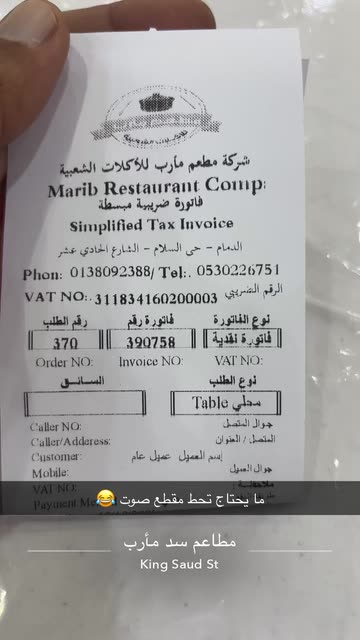 شركة مطعم مأرب للأكلات الشعبية
Marib Restaurant Comp
فاتورة ضريبية مبسطة
Simplified Tax Invoice
الدمام - حى السلام - الشارع الحادي عشر
Phon: 0138092388/ Tel:. 0530226751
VAT NO:. 311834160200003 الرقم الضريبي
نوع الفاتورة فاتورة رقم رقم الطلب
فاتورة نقدية 390758 370
Order NO: Invoice NO: VAT NO:
نوع الطلب السائق
محلي Table
Caller NO: جوال المتصل
Caller/Address: المتصل / العنوان
Customer: إسم العميل عميل عام
Mobile: جوال العميل
VAT NO: ملاحظة :
ما يحتاج تحط مقطع صوت 😂
مطاعم سد مأرب
King Saud St